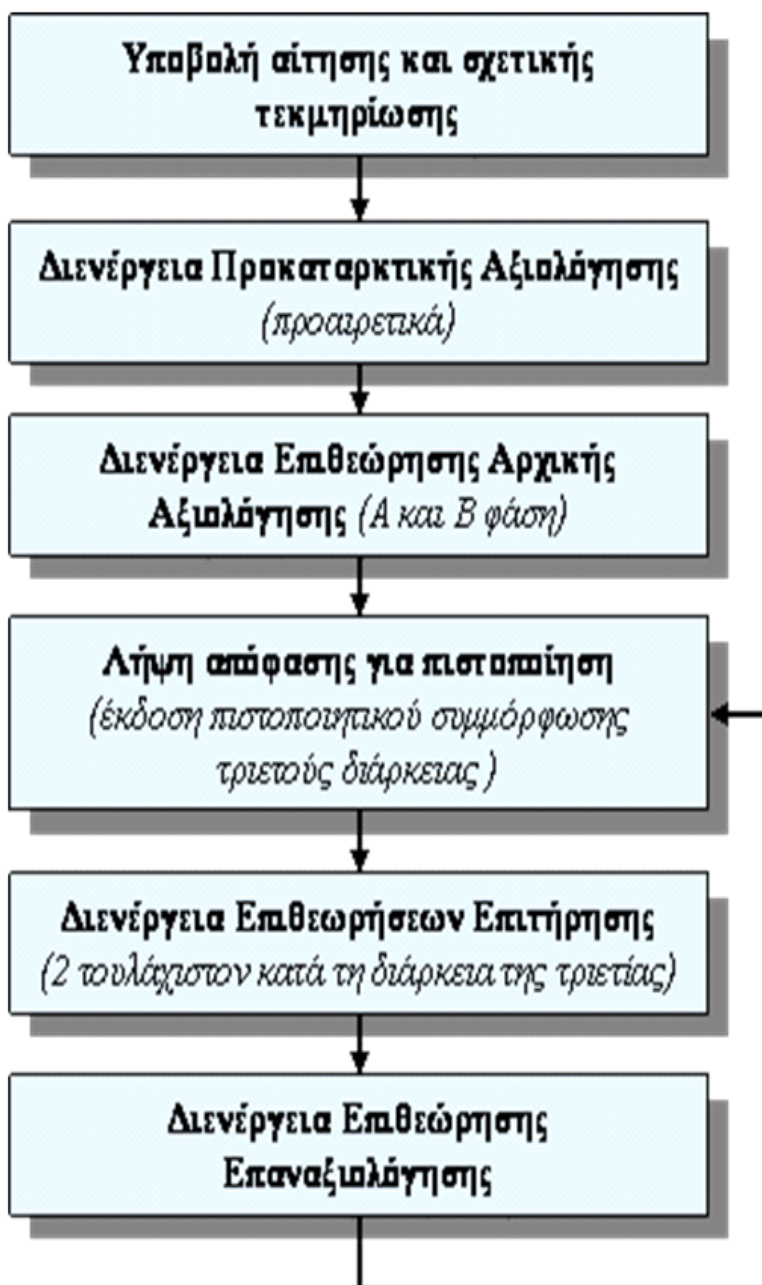 Υποβολή αίτησης και σχετικής
τεκμηρίωσης
Διενέργεια Προκαταρκτικής Αξιολόγησης
(προαιρετικά)
Διενέργεια Επιθεώρησης Αρχικής
Αξιολόγησης (Α και Β φάση)
Λήψη απόφασης για πιστοποίηση
(έκδοση πιστοποιητικού συμμόρφωσης
τριετούς διάρκειας )
Διενέργεια Επιθεωρήσεων Επιτήρησης
(2 τουλάχιστον κατά τη διάρκεια της τριετίας)
Διενέργεια Επιθεώρησης
Επαναξιολόγησης